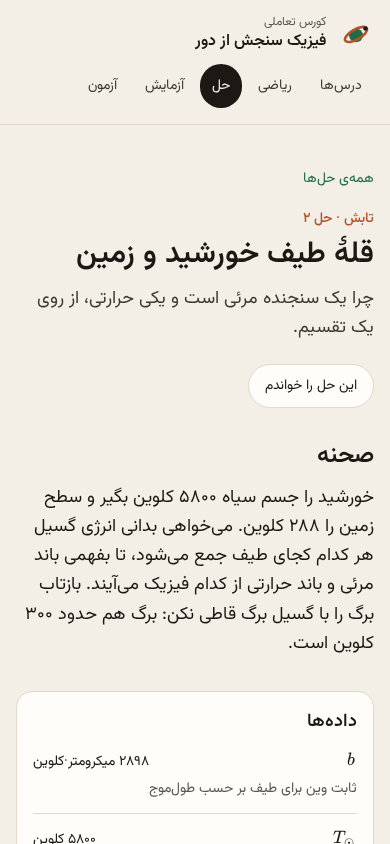 کورس تعاملی
فیزیک سنجش از دور
درس‌ها ریاضی حل آزمایش آزمون
همه‌ی حل‌ها
تابش · حل ۲
قلهٔ طیف خورشید و زمین
چرا یک سنجنده مرئی است و یکی حرارتی، از روی
یک تقسیم.
این حل را خواندم
صحنه
خورشید را جسم سیاه ۵۸۰۰ کلوین بگیر و سطح
زمین را ۲۸۸ کلوین. می‌خواهی بدانی انرژی گسیل
هر کدام کجای طیف جمع می‌شود، تا بفهمی باند
مرئی و باند حرارتی از کدام فیزیک می‌آیند. بازتاب
برگ را با گسیل برگ قاطی نکن: برگ هم حدود ۳۰۰
کلوین است.
داده‌ها
b ۲۸۹۸ میکرومتر·کلوین
ثابت وین برای طیف بر حسب طول‌موج
T☉ ۵۸۰۰ کلوین